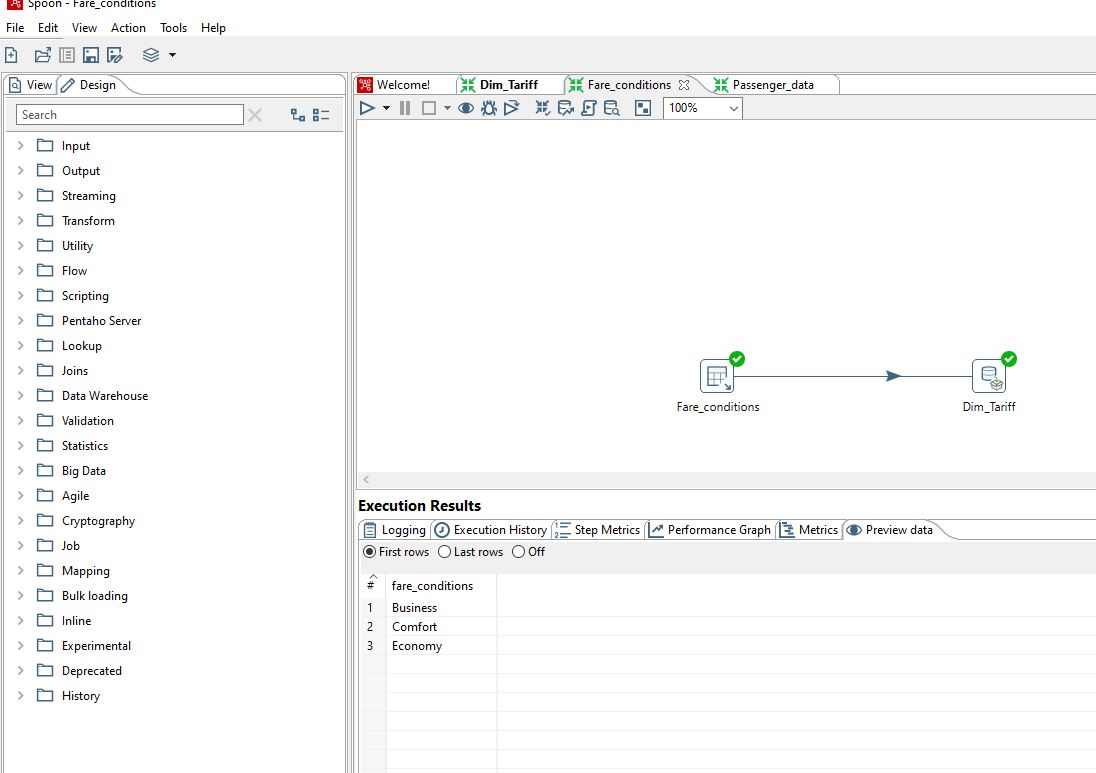 Spoon - Fare_conditions
File Edit View Action Tools Help
View Design
Welcome! Dim_Tariff Fare_conditions Passenger_data
Search
100%
Input
Output
Streaming
Transform
Utility
Flow
Scripting
Pentaho Server
Lookup
Joins
Data Warehouse
Validation
Statistics
Big Data
Agile
Cryptography
Job
Mapping
Bulk loading
Inline
Experimental
Deprecated
History
Fare_conditions Dim_Tariff
Execution Results
Logging Execution History Step Metrics Performance Graph Metrics Preview data
First rows Last rows Off
# fare_conditions
1 Business
2 Comfort
3 Economy